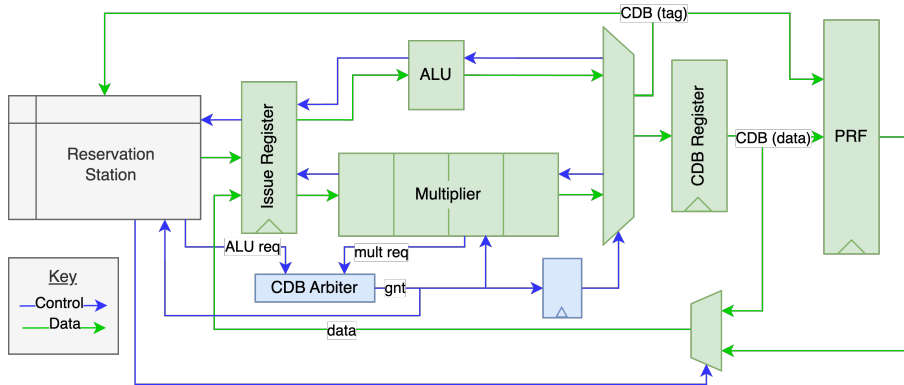 CDB (tag)
ALU
Reservation
Station
Issue Register
Multiplier
CDB Register
CDB (data)
PRF
ALU req
mult req
CDB Arbiter
gnt
data
Key
Control
Data